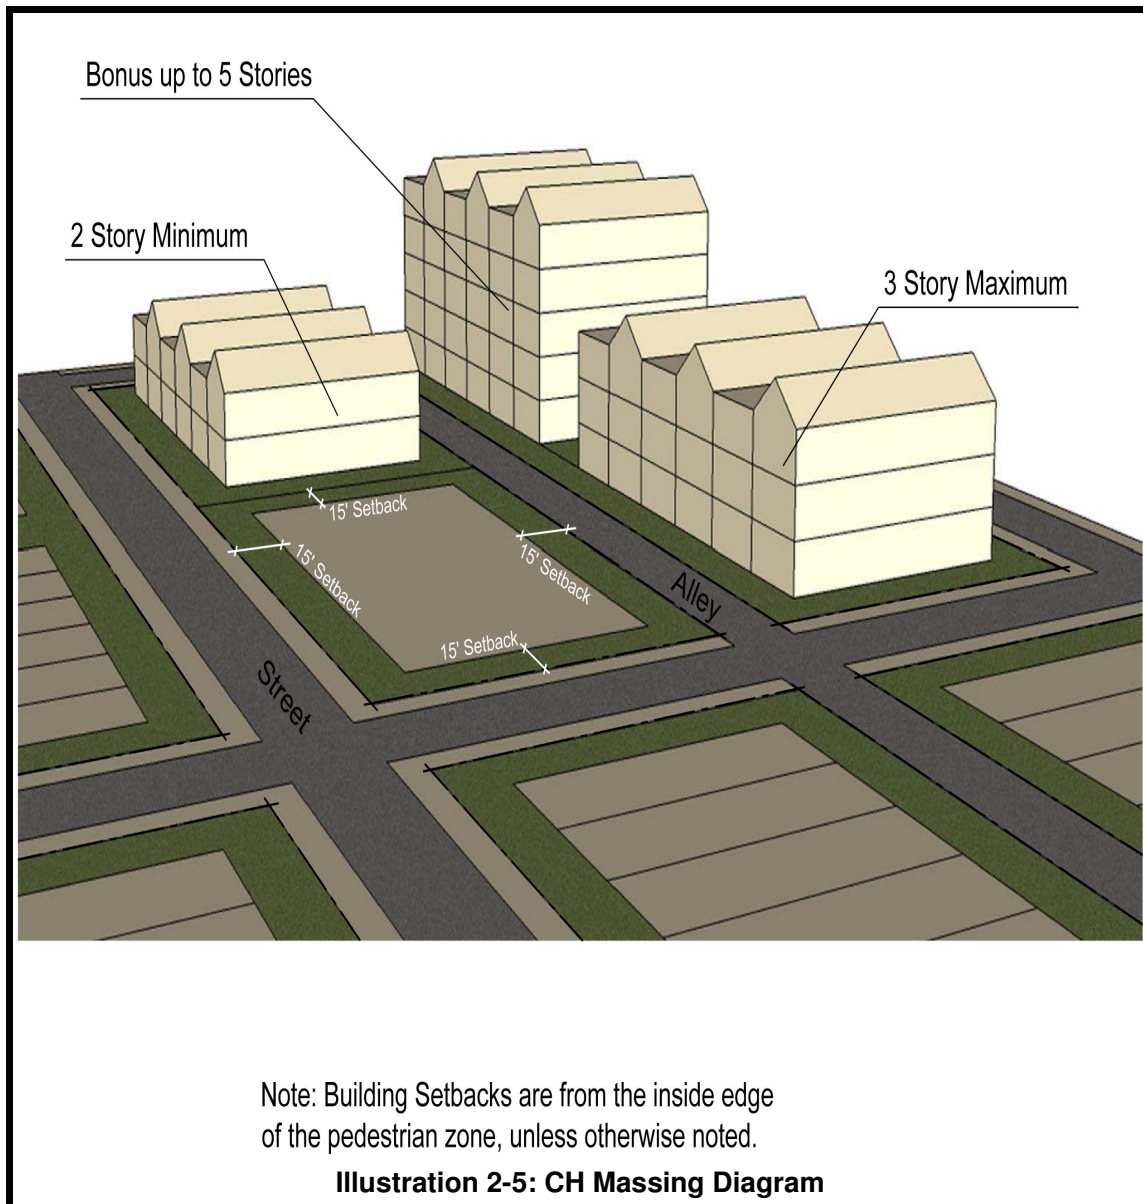 Bonus up to 5 Stories
2 Story Minimum
3 Story Maximum
15' Setback
15' Setback
15' Setback
15' Setback
Alley
Street
Note: Building Setbacks are from the inside edge
of the pedestrian zone, unless otherwise noted.
Illustration 2-5: CH Massing Diagram